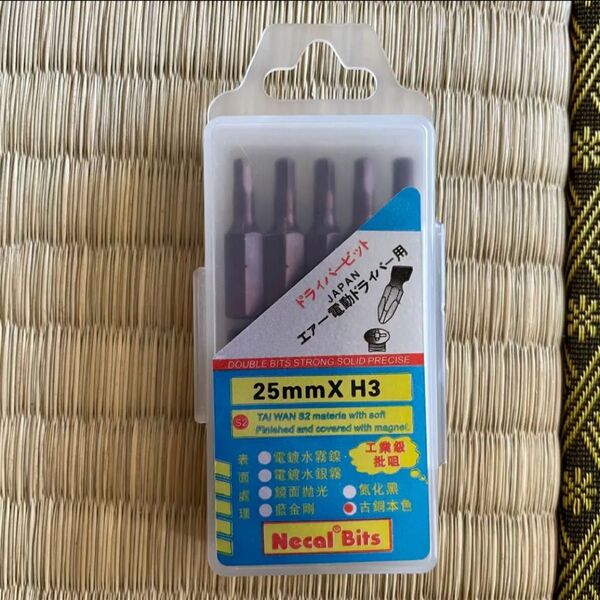 ドライバービット
JAPAN
エアー電動ドライバー用
DOUBLE BITS STRONG SOLID PRECISE
25mmX H3
S2
TAI WAN S2 materie with soft
Finished and covered with magnel.
表面處理
電鍍水霧鎳
電鍍水銀霧
鏡面拋光
氮化黑
藍金剛
古銅本色
工業級
批咀
Necal® Bits